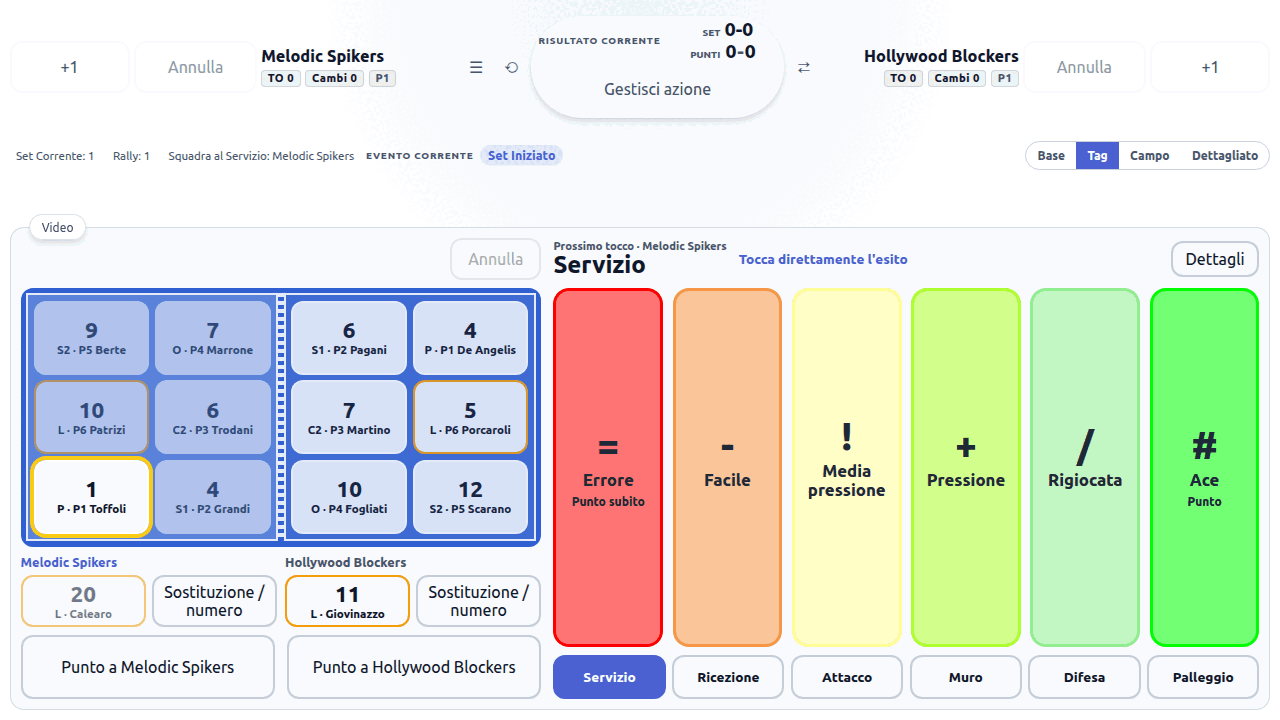 +1
Annulla
Melodic Spikers
TO 0
Cambi 0
P1
RISULTATO CORRENTE
SET 0-0
PUNTI 0-0
Gestisci azione
Hollywood Blockers
TO 0
Cambi 0
P1
Annulla
+1
Set Corrente: 1
Rally: 1
Squadra al Servizio: Melodic Spikers
EVENTO CORRENTE
Set Iniziato
Base
Tag
Campo
Dettagliato
Video
Annulla
Prossimo tocco · Melodic Spikers
Servizio
Tocca direttamente l'esito
Dettagli
9
S2 · P5 Berte
7
O · P4 Marrone
6
S1 · P2 Pagani
4
P · P1 De Angelis
10
L · P6 Patrizi
6
C2 · P3 Trodani
7
C2 · P3 Martino
5
L · P6 Porcaroli
1
P · P1 Toffoli
4
S1 · P2 Grandi
10
O · P4 Fogliati
12
S2 · P5 Scarano
=
Errore
Punto subito
-
Facile
!
Media
pressione
+
Pressione
/
Rigiocata
#
Ace
Punto
Melodic Spikers
Hollywood Blockers
20
L · Calearo
Sostituzione /
numero
11
L · Giovinazzo
Sostituzione /
numero
Punto a Melodic Spikers
Punto a Hollywood Blockers
Servizio
Ricezione
Attacco
Muro
Difesa
Palleggio